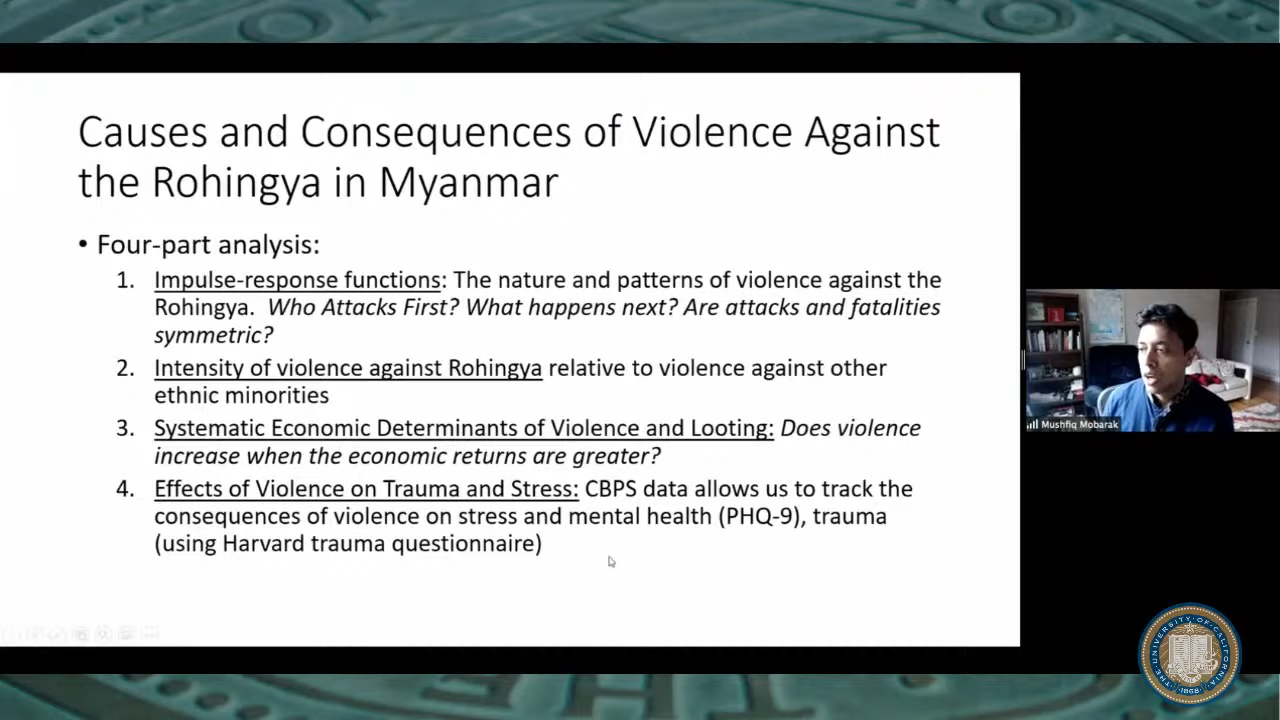 Causes and Consequences of Violence Against
the Rohingya in Myanmar
• Four-part analysis:
1. Impulse-response functions: The nature and patterns of violence against the
Rohingya. Who Attacks First? What happens next? Are attacks and fatalities
symmetric?
2. Intensity of violence against Rohingya relative to violence against other
ethnic minorities
3. Systematic Economic Determinants of Violence and Looting: Does violence
increase when the economic returns are greater?
4. Effects of Violence on Trauma and Stress: CBPS data allows us to track the
consequences of violence on stress and mental health (PHQ-9), trauma
(using Harvard trauma questionnaire)
Mushfiq Mobarak
THE·UNIVERSITY·OF·CALIFORNIA
·1868·